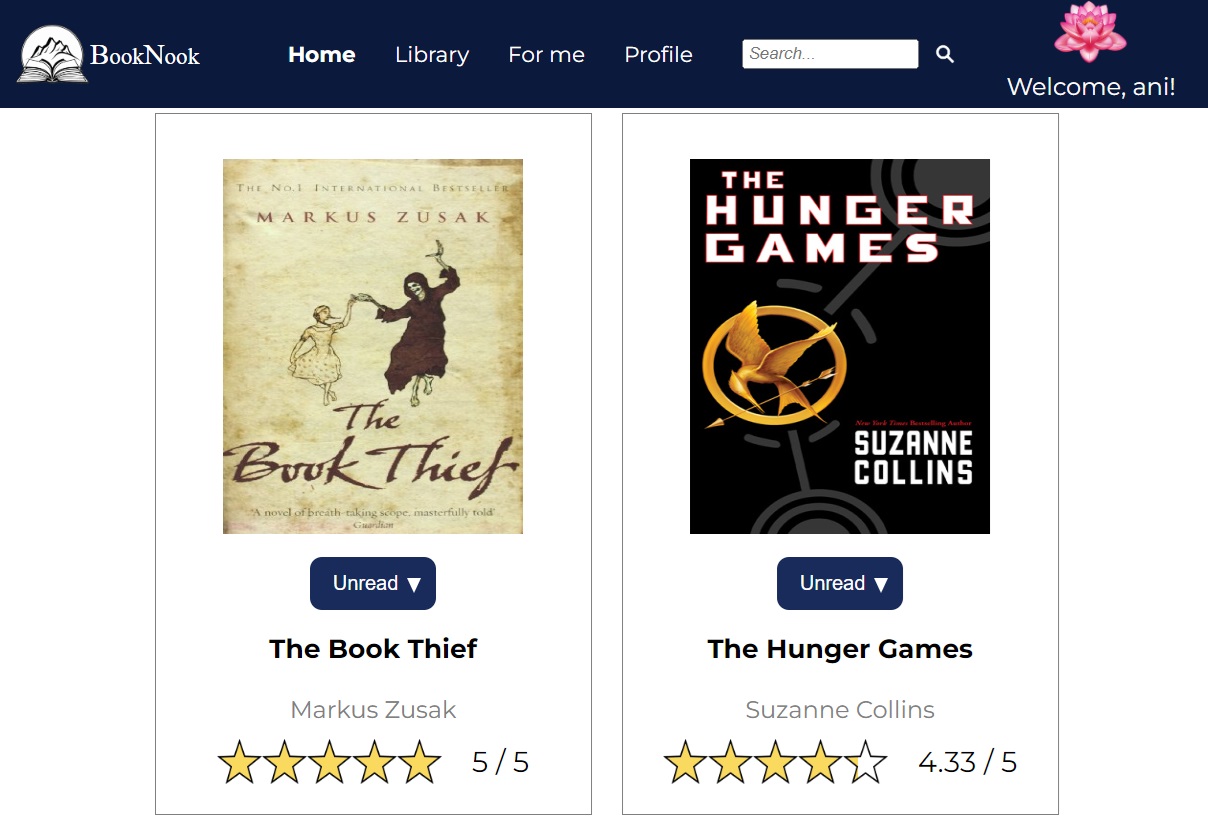 BookNook
Home Library For me Profile Search...
Welcome, ani!
THE NO.1 INTERNATIONAL BESTSELLER
MARKUS ZUSAK
The
Book Thief
'A novel of breath-taking scope, masterfully told'
Guardian
THE
HUNGER
GAMES
New York Times Bestselling Author
SUZANNE
COLLINS
Unread ▼
The Book Thief
Markus Zusak
5 / 5
Unread ▼
The Hunger Games
Suzanne Collins
4.33 / 5